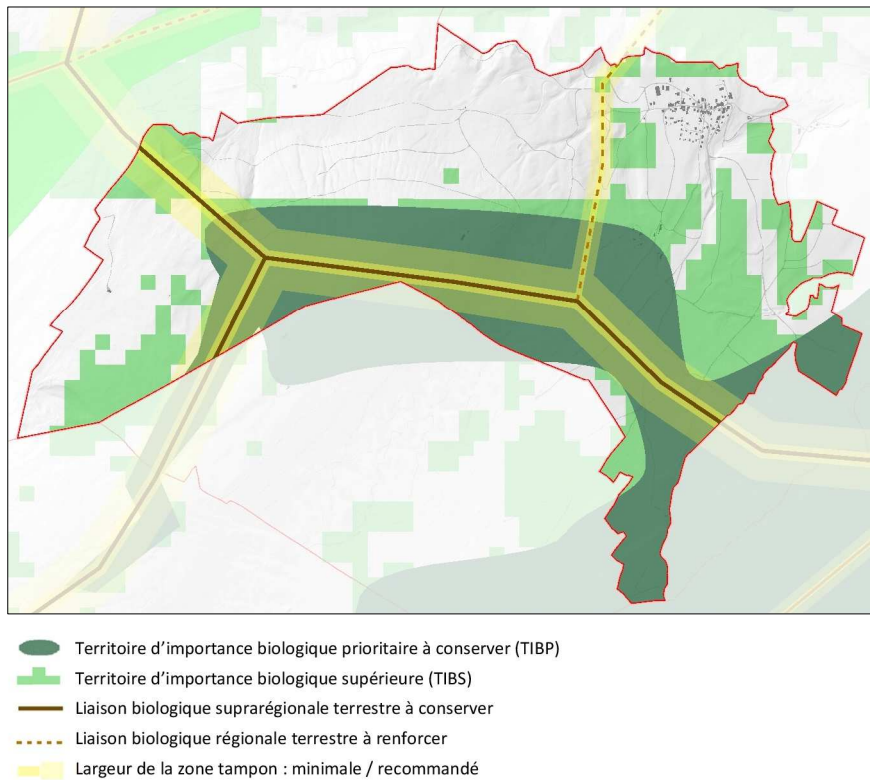 Territoire d'importance biologique prioritaire à conserver (TIBP)
Territoire d'importance biologique supérieure (TIBS)
Liaison biologique suprarégionale terrestre à conserver
Liaison biologique régionale terrestre à renforcer
Largeur de la zone tampon : minimale / recommandé